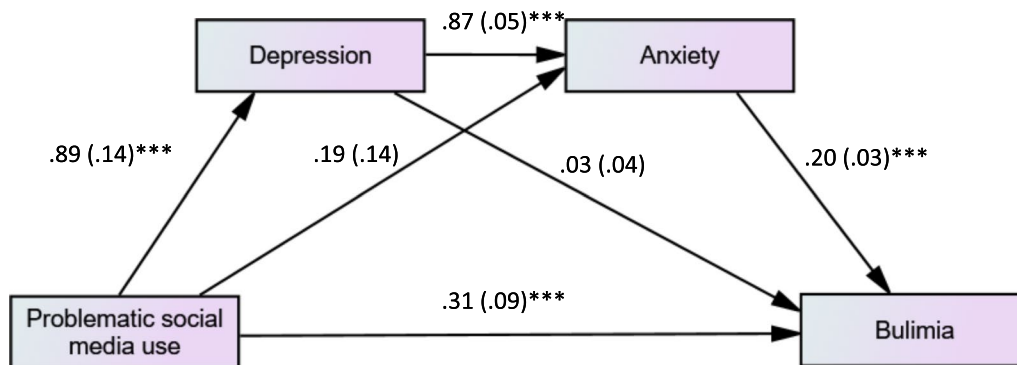 .87 (.05)***
Depression
Anxiety
.89 (.14)***
.19 (.14)
.03 (.04)
.20 (.03)***
.31 (.09)***
Problematic social
media use
Bulimia